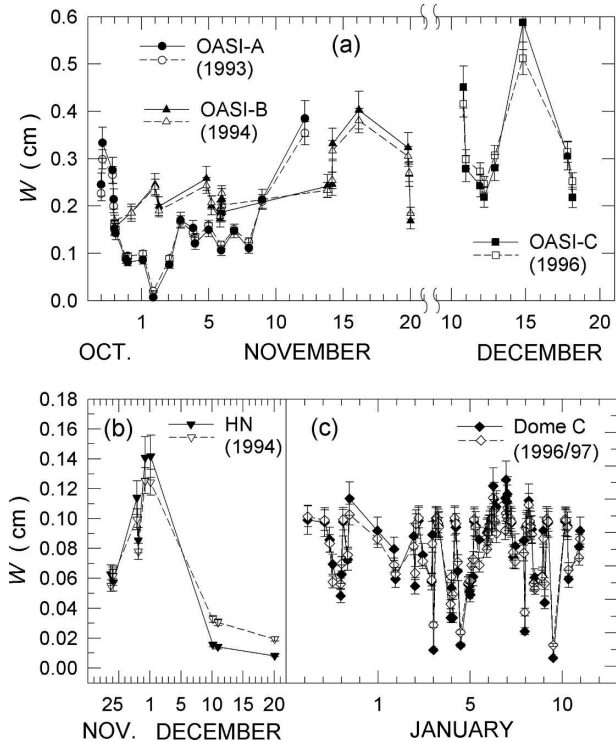 0.6
0.5
0.4
0.3
0.2
0.1
0.0
W ( cm )
OASI-A
(1993)
(a)
OASI-B
(1994)
OASI-C
(1996)
1 5 10 15 20 10 15 20
OCT. NOVEMBER DECEMBER
0.18
0.16
0.14
0.12
0.10
0.08
0.06
0.04
0.02
0.00
W ( cm )
(b) HN
(1994)
(c) Dome C
(1996/97)
25 1 5 10 15 20 1 5 10
NOV. DECEMBER JANUARY